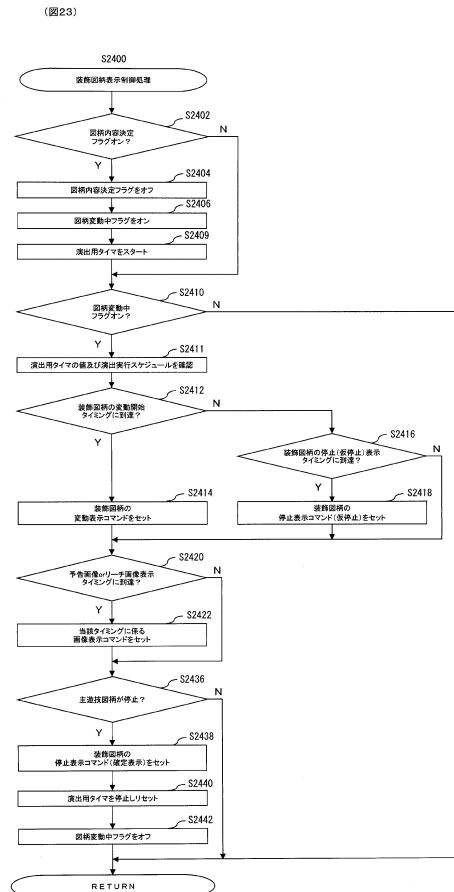 (図23)
S2400
装飾図柄表示制御処理
S2402
図柄内容決定
フラグオン?
N
Y
S2404
図柄内容決定フラグをオフ
S2406
図柄変動中フラグをオン
S2409
演出用タイマをスタート
S2410
図柄変動中
フラグオン?
N
Y
S2411
演出用タイマの値及び演出実行スケジュールを確認
S2412
装飾図柄の変動開始
タイミングに到達?
N
Y
S2416
装飾図柄の停止(仮停止)表示
タイミングに到達?
N
Y
S2414
装飾図柄の
変動表示コマンドをセット
S2418
装飾図柄の
停止表示コマンド(仮停止)をセット
S2420
予告画像orリーチ画像表示
タイミングに到達?
N
Y
S2422
当該タイミングに係る
画像表示コマンドをセット
S2436
主遊技図柄が停止?
N
Y
S2438
装飾図柄の
停止表示コマンド(確定表示)をセット
S2440
演出用タイマを停止しリセット
S2442
図柄変動中フラグをオフ
RETURN